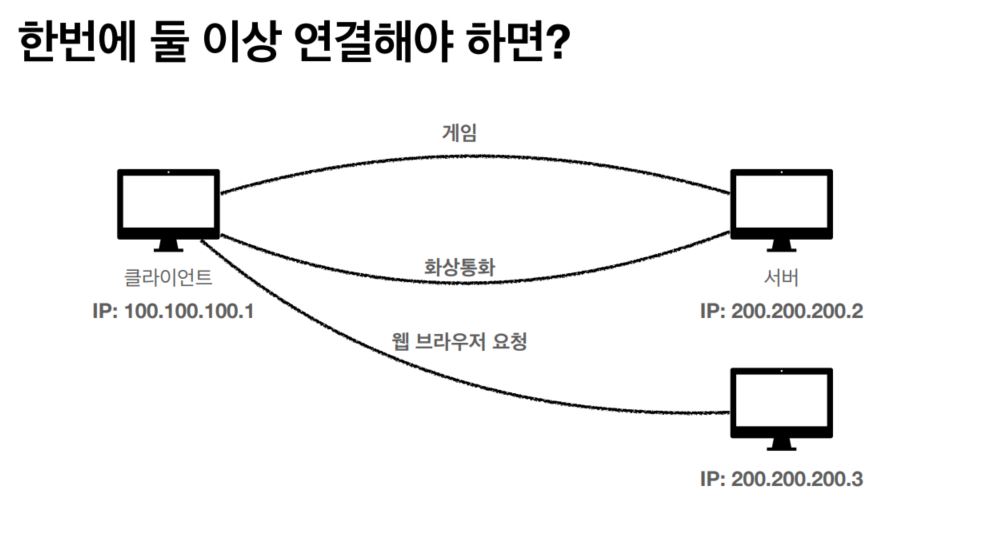 한번에 둘 이상 연결해야 하면?
게임
화상통화
클라이언트
IP: 100.100.100.1
서버
IP: 200.200.200.2
웹 브라우저 요청
IP: 200.200.200.3